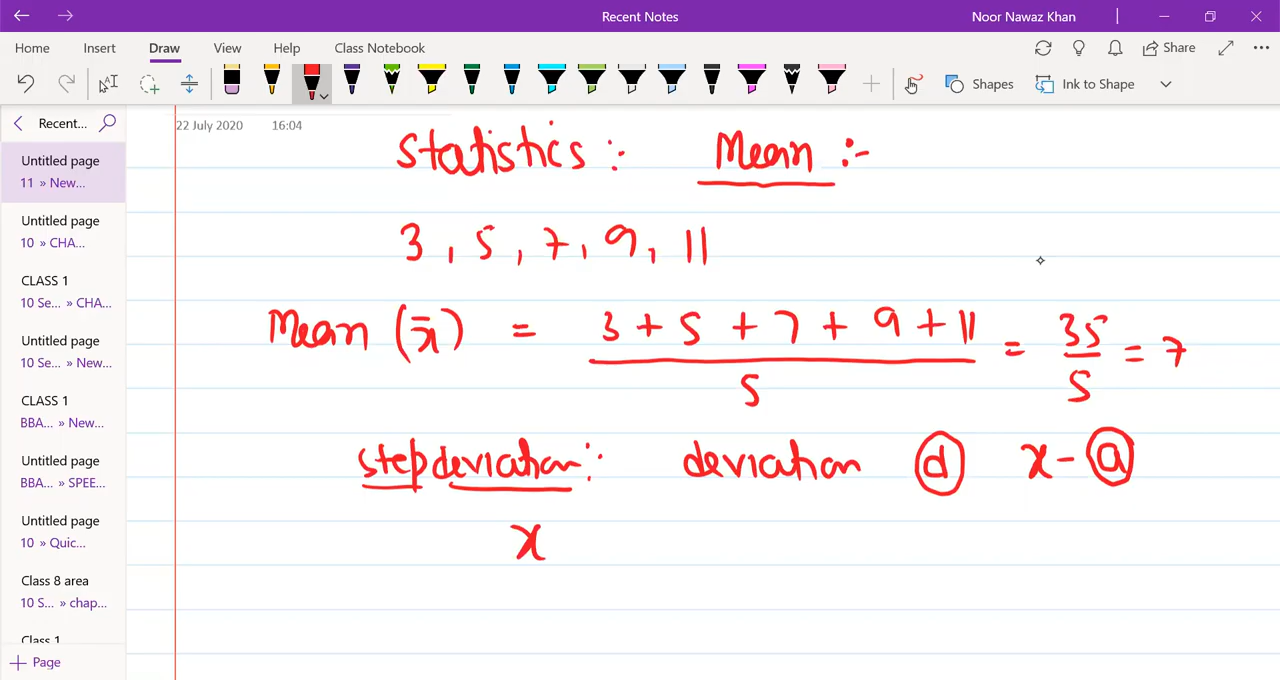 Recent Notes
Noor Nawaz Khan
Home Insert Draw View Help Class Notebook
Share
Shapes
Ink to Shape
Recent...
22 July 2020 16:04
Untitled page
11 » New...
Untitled page
10 » CHA...
CLASS 1
10 Se... » CHA...
Untitled page
10 Se... » New...
CLASS 1
BBA... » New...
Untitled page
BBA... » SPEE...
Untitled page
10 » Quic...
Class 8 area
10 S... » chap...
Class 1
+ Page
Statistics :- Mean :-
3, 5, 7, 9, 11
Mean (x̄) = 3 + 5 + 7 + 9 + 11 / 5 = 35 / 5 = 7
step deviation :- deviation d x - a
x